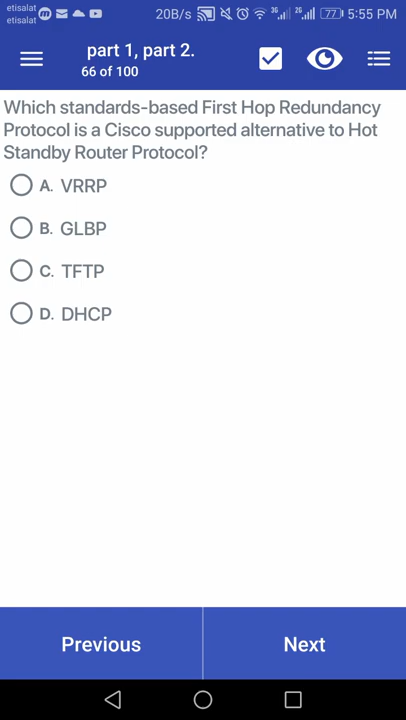 etisalat
etisalat
20B/s
3G
2G
77
5:55 PM
part 1, part 2.
66 of 100
Which standards-based First Hop Redundancy
Protocol is a Cisco supported alternative to Hot
Standby Router Protocol?
A. VRRP
B. GLBP
C. TFTP
D. DHCP
Previous
Next